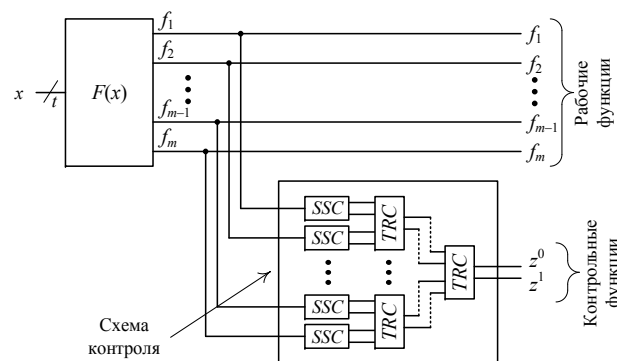 f₁ f₁
f₂ f₂
x t F(x)
fₘ₋₁ fₘ₋₁
fₘ fₘ
Рабочие
функции
SSC
TRC
SSC
TRC
z⁰
z¹
SSC
TRC
SSC
Контрольные
функции
Схема
контроля